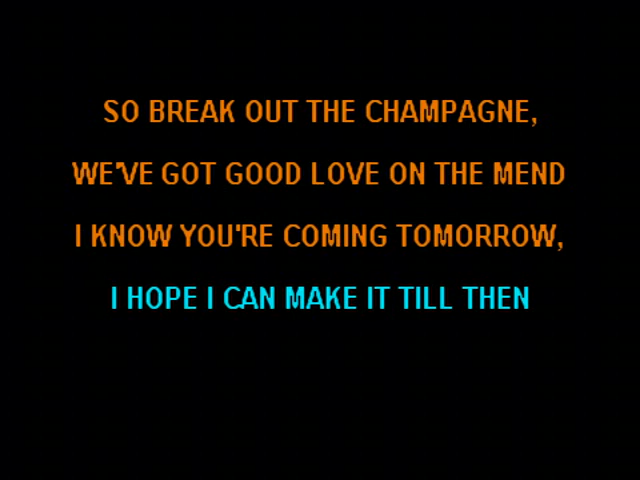 SO BREAK OUT THE CHAMPAGNE,
WE'VE GOT GOOD LOVE ON THE MEND
I KNOW YOU'RE COMING TOMORROW,
I HOPE I CAN MAKE IT TILL THEN